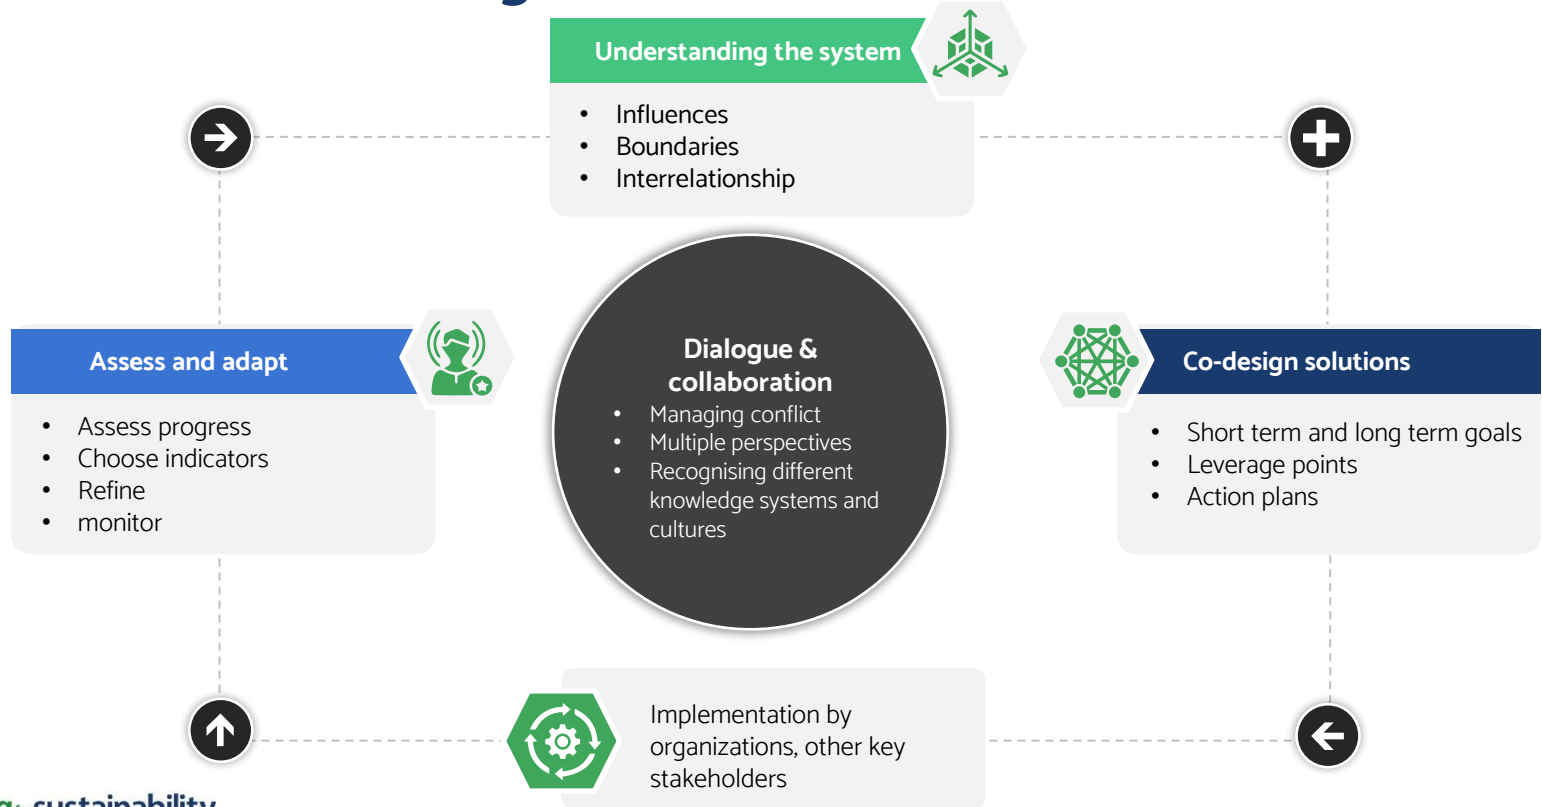 Understanding the system
• Influences
• Boundaries
• Interrelationship
Assess and adapt
• Assess progress
• Choose indicators
• Refine
• monitor
Dialogue &
collaboration
• Managing conflict
• Multiple perspectives
• Recognising different
knowledge systems and
cultures
Co-design solutions
• Short term and long term goals
• Leverage points
• Action plans
Implementation by
organizations, other key
stakeholders
sustainability